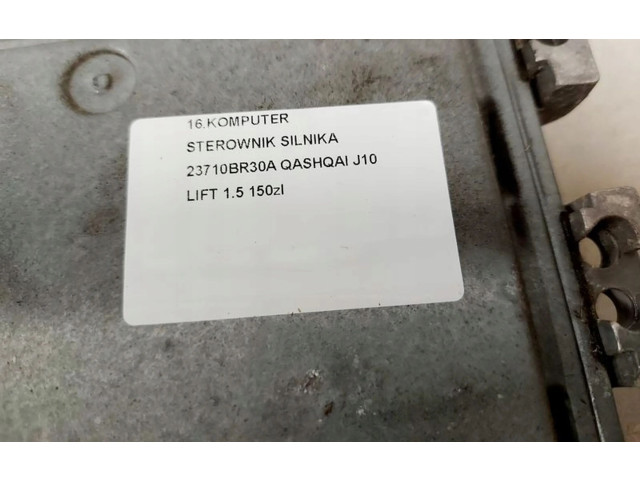 16.KOMPUTER
STEROWNIK SILNIKA
23710BR30A QASHQAI J10
LIFT 1.5 150zl